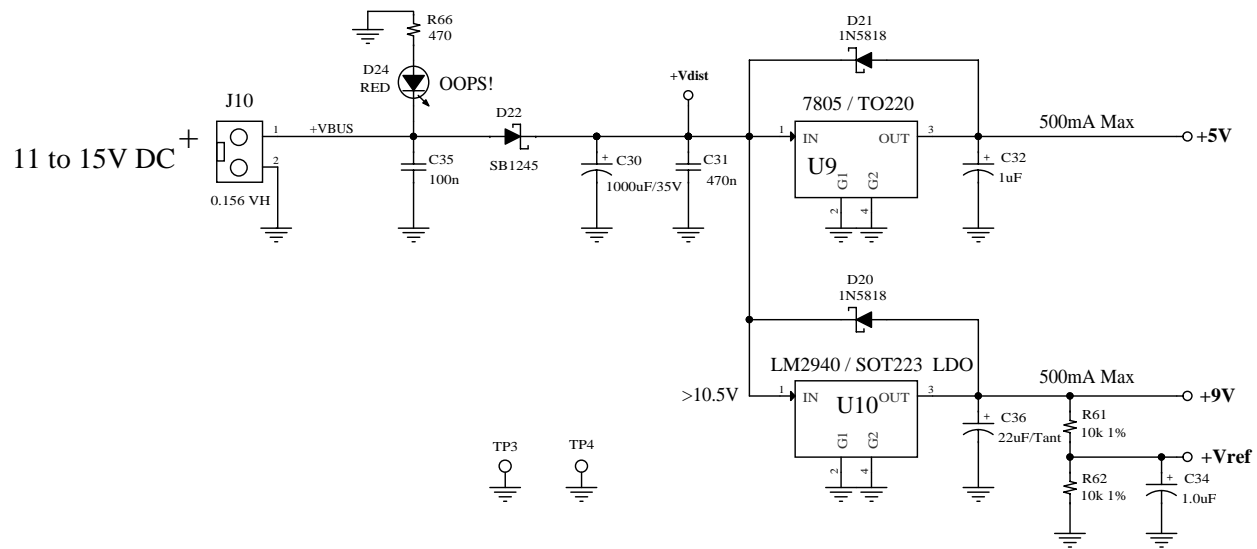 R66
470
D24
RED
OOPS!
J10
+
11 to 15V DC
1
2
0.156 VH
+VBUS
C35
100n
D22
SB1245
+
C30
1000uF/35V
+Vdist
C31
470n
D21
1N5818
7805 / TO220
1
IN
OUT
3
U9
G1
G2
2
4
500mA Max
+5V
+
C32
1uF
D20
1N5818
LM2940 / SOT223 LDO
>10.5V
1
IN
U10
OUT
3
G1
G2
2
4
500mA Max
+9V
+
C36
22uF/Tant
R61
10k 1%
+Vref
R62
10k 1%
+
C34
1.0uF
TP3
TP4